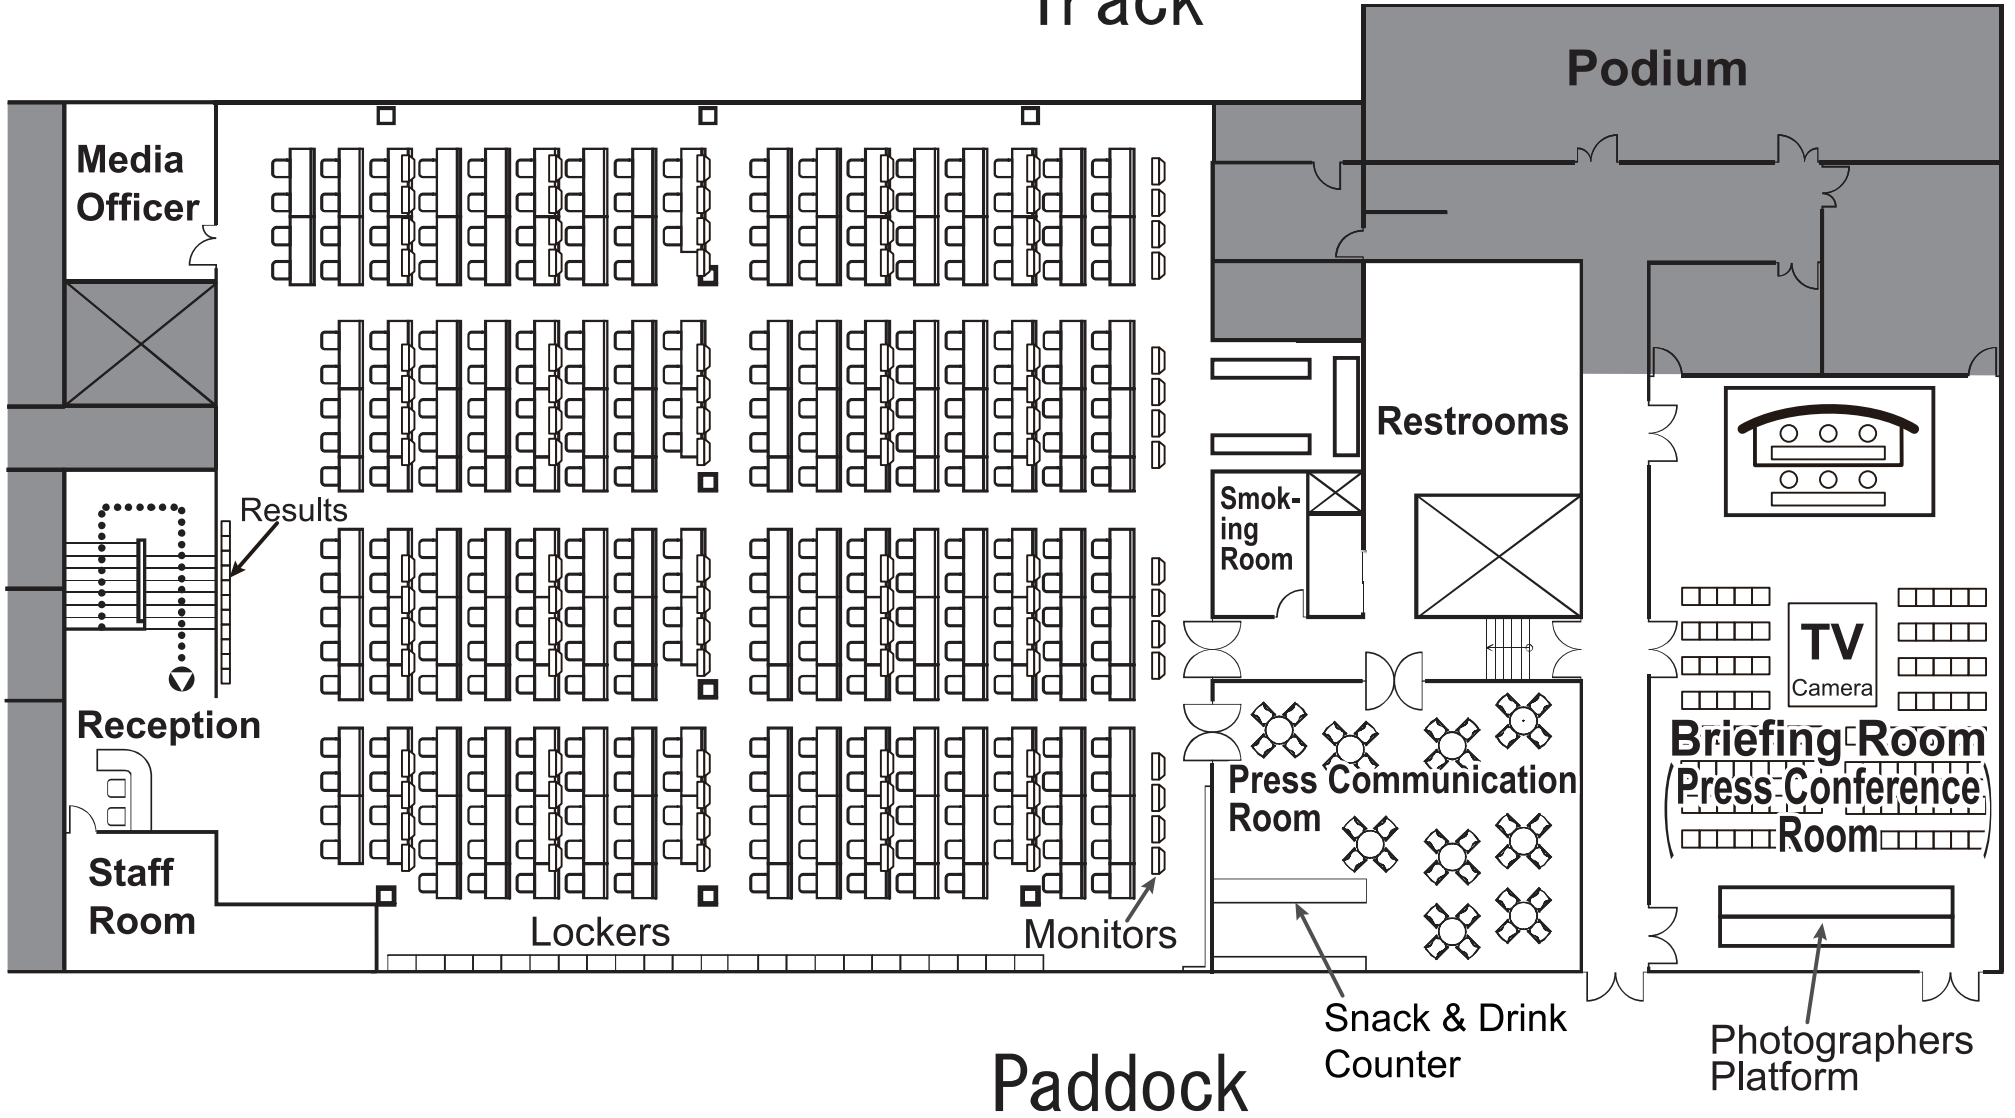 Track
Podium
Media
Officer
Results
Restrooms
Smok-
ing
Room
TV
Camera
Reception
Briefing Room
(Press Conference
Room)
Press Communication
Room
Staff
Room
Lockers
Monitors
Snack & Drink
Counter
Photographers
Platform
Paddock